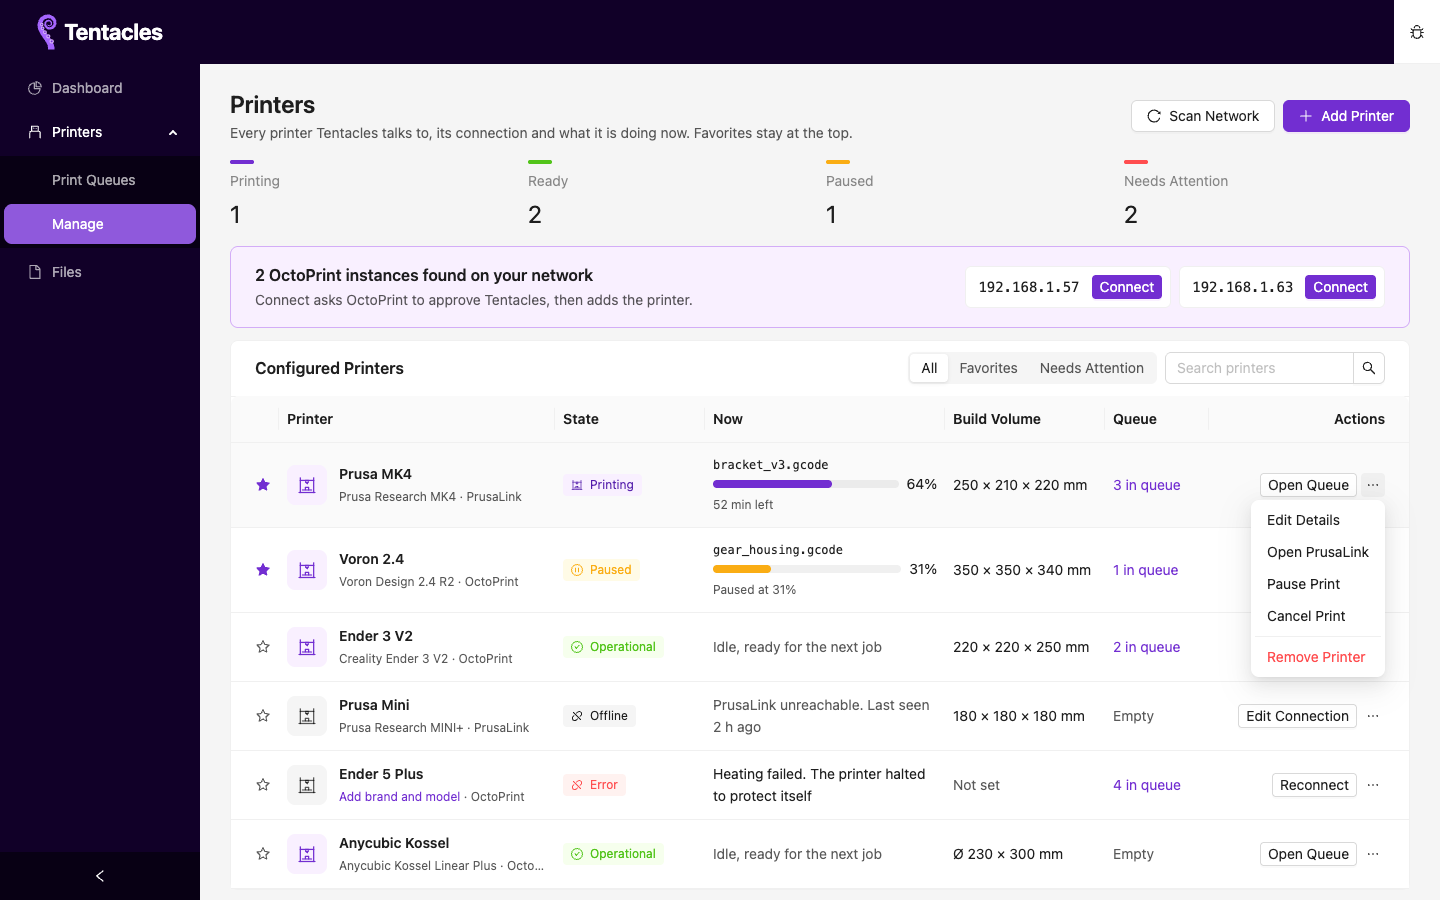 Tentacles
Dashboard
Printers
Print Queues
Manage
Files
Printers
Every printer Tentacles talks to, its connection and what it is doing now. Favorites stay at the top.
Scan Network
Add Printer
Printing
1
Ready
2
Paused
1
Needs Attention
2
2 OctoPrint instances found on your network
Connect asks OctoPrint to approve Tentacles, then adds the printer.
192.168.1.57 Connect
192.168.1.63 Connect
Configured Printers
All Favorites Needs Attention
Search printers
Printer State Now Build Volume Queue Actions
Prusa MK4
Prusa Research MK4 · PrusaLink
Printing
bracket_v3.gcode
64%
52 min left
250 × 210 × 220 mm
3 in queue
Open Queue ···
Edit Details
Open PrusaLink
Pause Print
Cancel Print
Remove Printer
Voron 2.4
Voron Design 2.4 R2 · OctoPrint
Paused
gear_housing.gcode
31%
Paused at 31%
350 × 350 × 340 mm
1 in queue
Ender 3 V2
Creality Ender 3 V2 · OctoPrint
Operational
Idle, ready for the next job
220 × 220 × 250 mm
2 in queue
Prusa Mini
Prusa Research MINI+ · PrusaLink
Offline
PrusaLink unreachable. Last seen
2 h ago
180 × 180 × 180 mm
Empty
Edit Connection ···
Ender 5 Plus
Add brand and model · OctoPrint
Error
Heating failed. The printer halted
to protect itself
Not set
4 in queue
Reconnect ···
Anycubic Kossel
Anycubic Kossel Linear Plus · Octo...
Operational
Idle, ready for the next job
Ø 230 × 300 mm
Empty
Open Queue ···